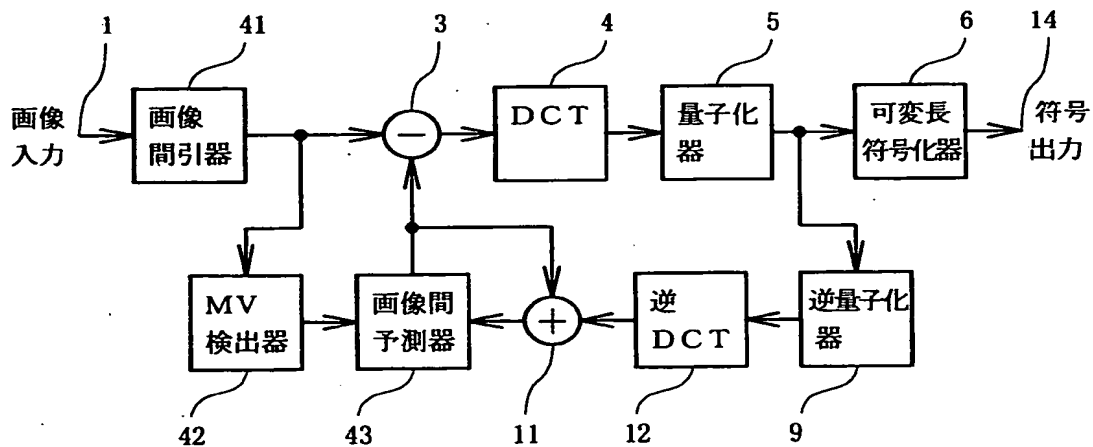 1
41
3
4
5
6
14
画像
入力
画像
間引器
−
ＤＣＴ
量子化
器
可変長
符号化器
符号
出力
ＭＶ
検出器
画像間
予測器
＋
逆
ＤＣＴ
逆量子化
器
42
43
11
12
9